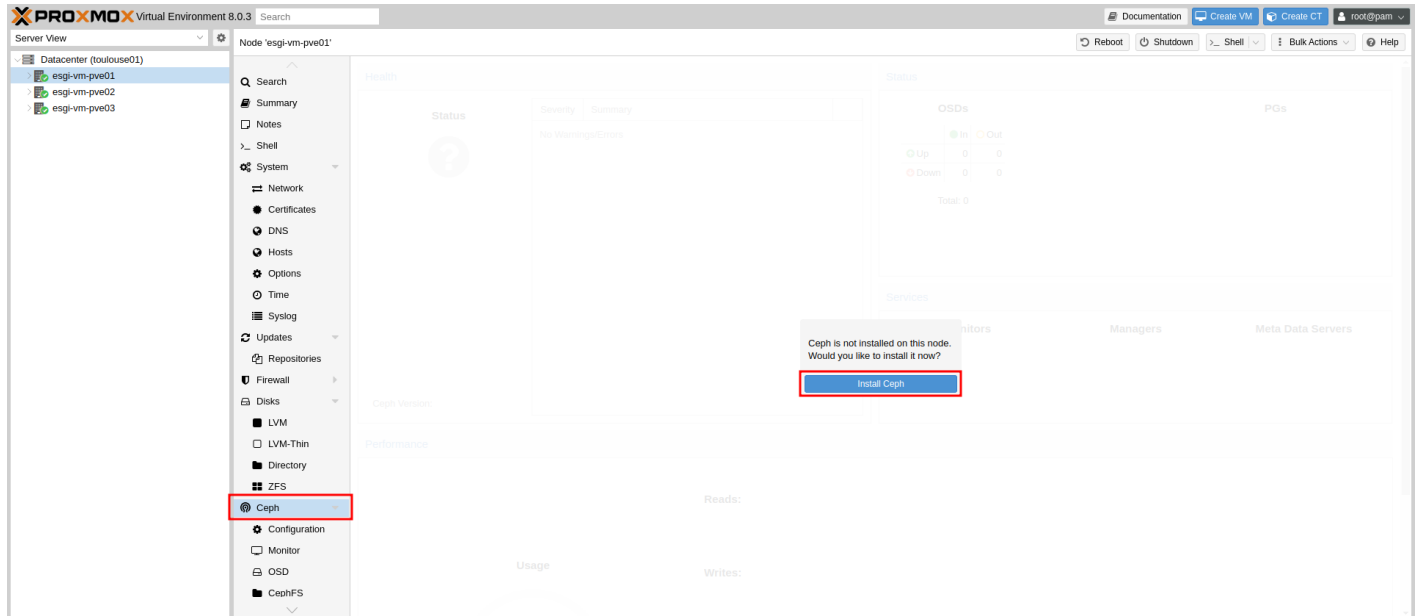 PROXMOX Virtual Environment 8.0.3 Search
Documentation Create VM Create CT root@pam
Server View
Node 'esgi-vm-pve01'
Reboot Shutdown >_ Shell Bulk Actions Help
Datacenter (toulouse01)
esgi-vm-pve01
esgi-vm-pve02
esgi-vm-pve03
Search
Summary
Notes
>_ Shell
System
Network
Certificates
DNS
Hosts
Options
Time
Syslog
Updates
Repositories
Firewall
Disks
LVM
LVM-Thin
Directory
ZFS
Ceph
Configuration
Monitor
OSD
CephFS
Health
Status
Severity Summary
No Warnings/Errors
Ceph Version:
Status
OSDs
PGs
In Out
Up 0 0
Down 0 0
Total: 0
Services
Managers
Meta Data Servers
Ceph is not installed on this node.
Would you like to install it now?
Install Ceph
Performance
Usage
Reads:
Writes: